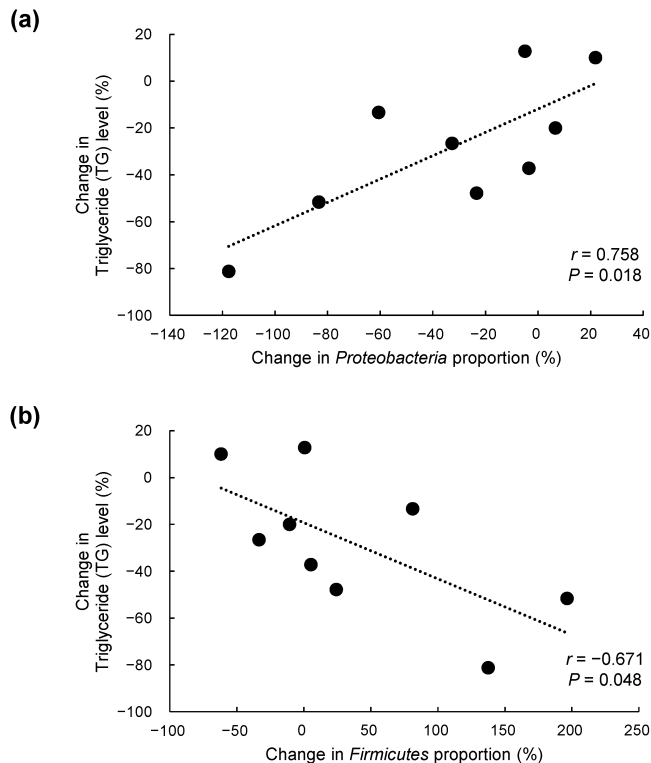 (a)
20
0
−20
−40
−60
−80
−100
Change in
Triglyceride (TG) level (%)
r = 0.758
P = 0.018
−140 −120 −100 −80 −60 −40 −20 0 20 40
Change in Proteobacteria proportion (%)
(b)
20
0
−20
−40
−60
−80
−100
Change in
Triglyceride (TG) level (%)
r = −0.671
P = 0.048
−100 −50 0 50 100 150 200 250
Change in Firmicutes proportion (%)